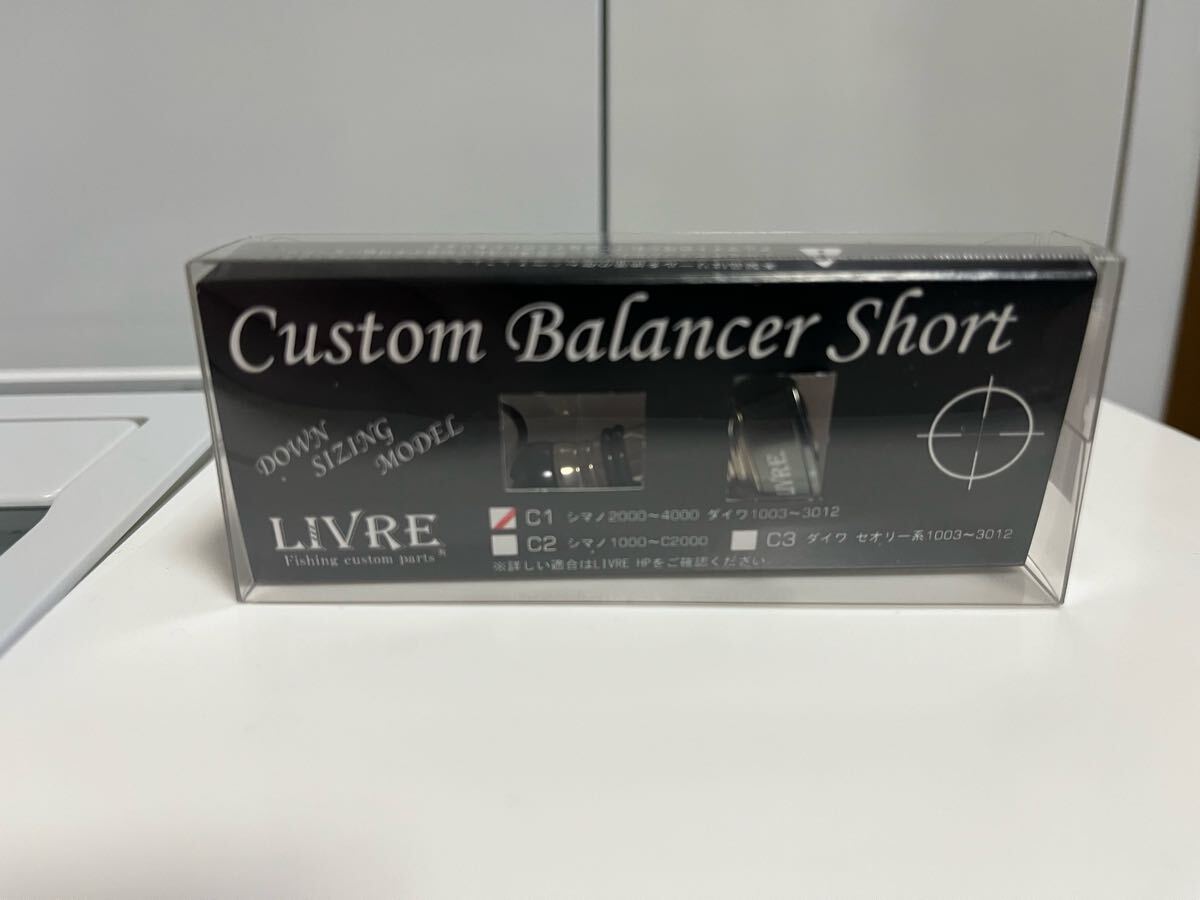 Custom Balancer Short
DOWN
SIZING
MODEL
LIVRE
LIVRE
Fishing custom parts
C1 シマノ2000〜4000 ダイワ1003〜3012
C2 シマノ1000〜C2000
C3 ダイワ セオリー系1003〜3012
※詳しい適合はLIVRE HPをご確認ください